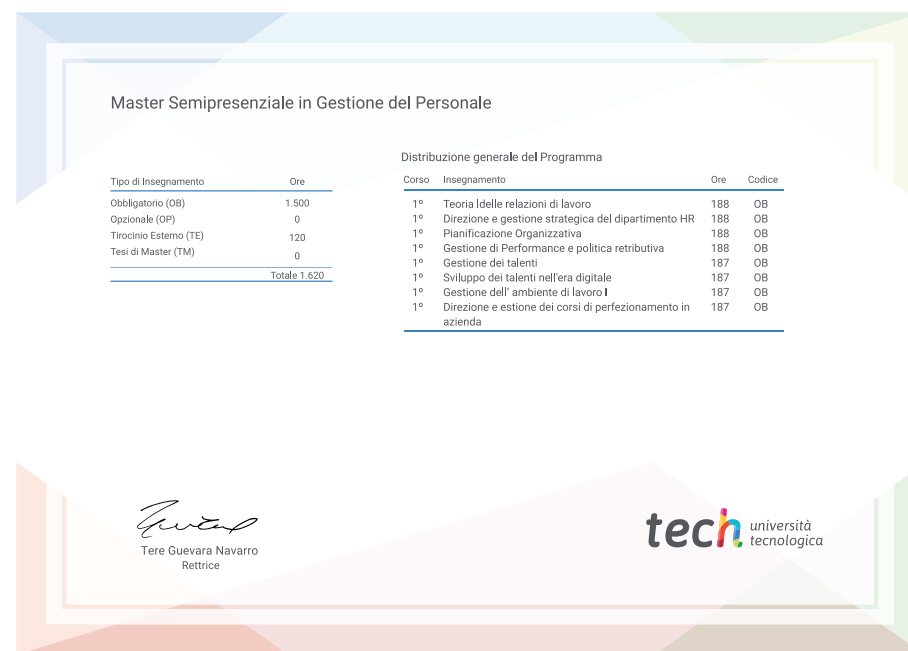 Master Semipresenziale in Gestione del Personale
Tipo di Insegnamento Ore
Obbligatorio (OB) 1.500
Opzionale (OP) 0
Tirocinio Esterno (TE) 120
Tesi di Master (TM) 0
Totale 1.620
Distribuzione generale del Programma
Corso Insegnamento Ore Codice
1º Teoria Idelle relazioni di lavoro 188 OB
1º Direzione e gestione strategica del dipartimento HR 188 OB
1º Pianificazione Organizzativa 188 OB
1º Gestione di Performance e politica retributiva 188 OB
1º Gestione dei talenti 187 OB
1º Sviluppo dei talenti nell'era digitale 187 OB
1º Gestione dell' ambiente di lavoro I 187 OB
1º Direzione e estione dei corsi di perfezionamento in 187 OB
azienda
Tere Guevara Navarro
Rettrice
tech università
tecnologica